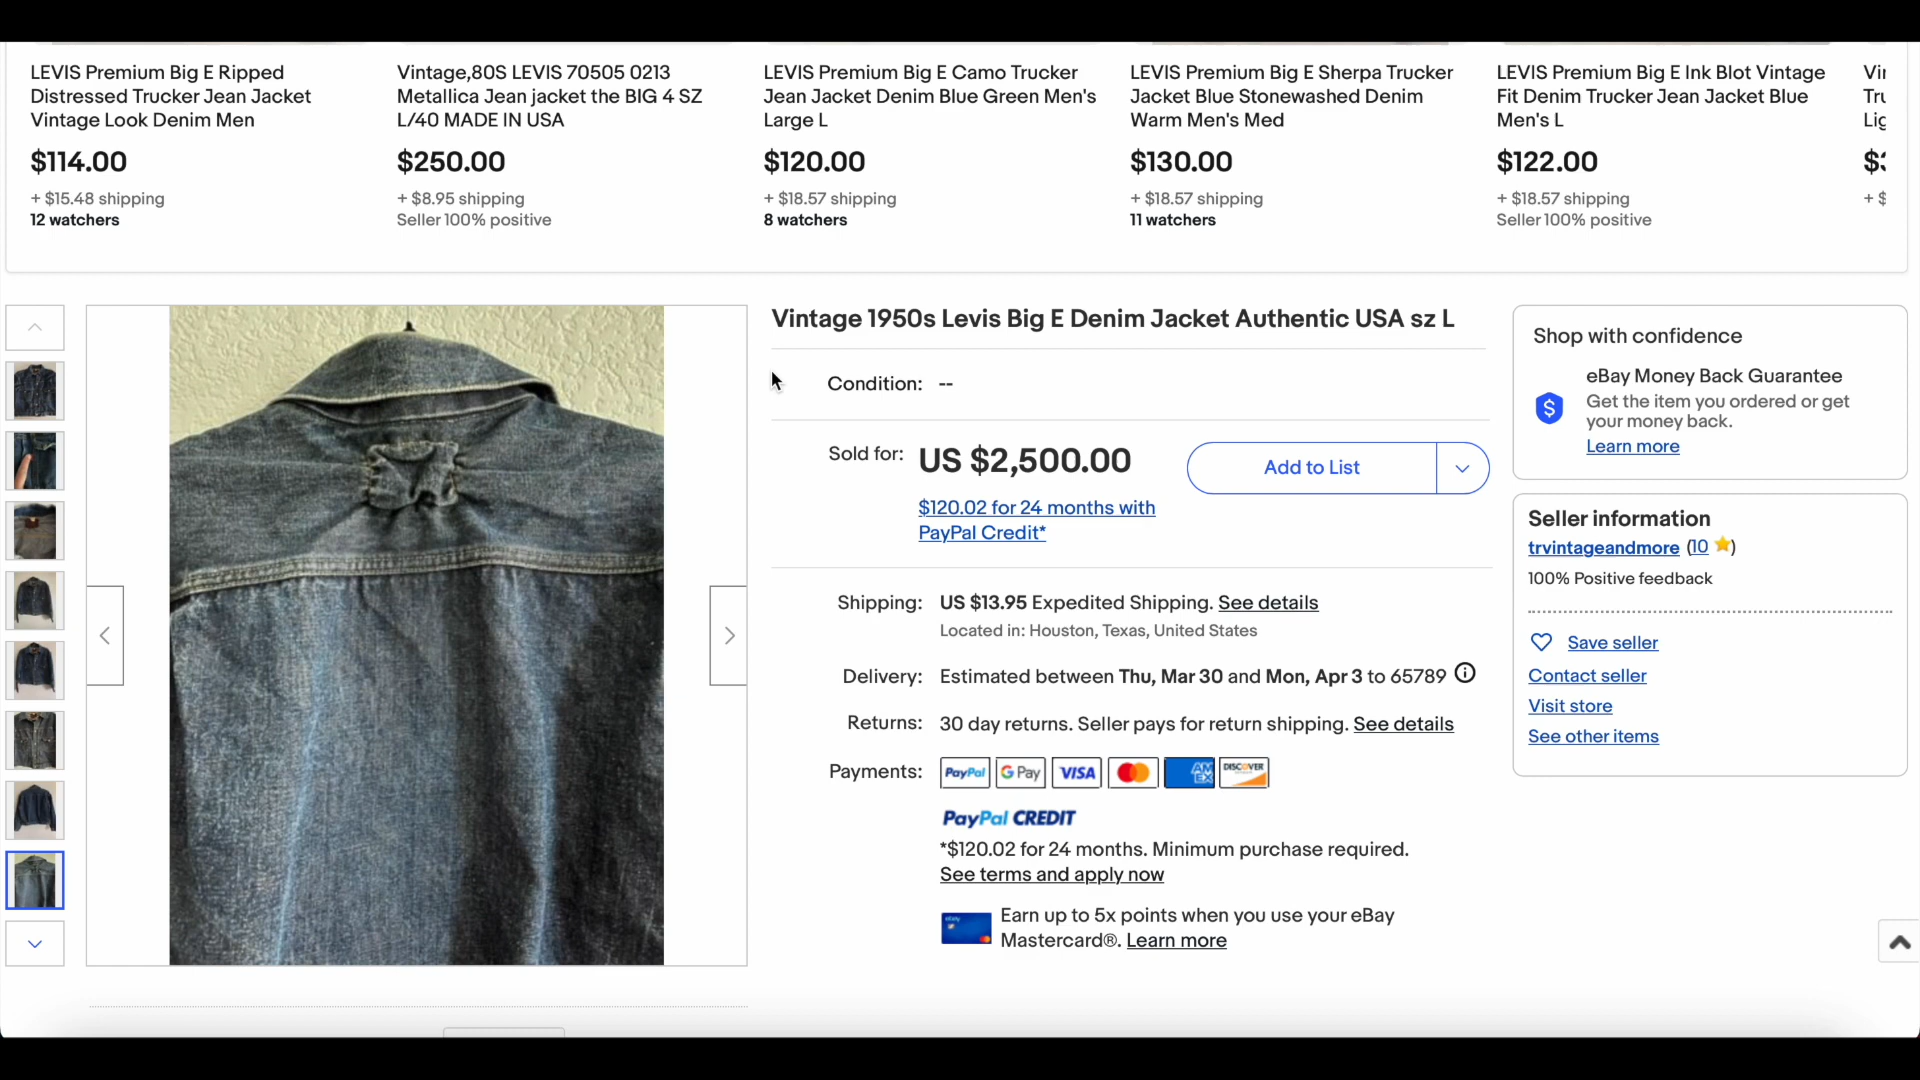 LEVIS Premium Big E Ripped
Distressed Trucker Jean Jacket
Vintage Look Denim Men
$114.00
+ $15.48 shipping
12 watchers
Vintage,80S LEVIS 70505 0213
Metallica Jean jacket the BIG 4 SZ
L/40 MADE IN USA
$250.00
+ $8.95 shipping
Seller 100% positive
LEVIS Premium Big E Camo Trucker
Jean Jacket Denim Blue Green Men's
Large L
$120.00
+ $18.57 shipping
8 watchers
LEVIS Premium Big E Sherpa Trucker
Jacket Blue Stonewashed Denim
Warm Men's Med
$130.00
+ $18.57 shipping
11 watchers
LEVIS Premium Big E Ink Blot Vintage
Fit Denim Trucker Jean Jacket Blue
Men's L
$122.00
+ $18.57 shipping
Seller 100% positive
+ $
Vintage 1950s Levis Big E Denim Jacket Authentic USA sz L
Condition: --
Sold for: US $2,500.00
Add to List
$120.02 for 24 months with
PayPal Credit*
Shipping: US $13.95 Expedited Shipping. See details
Located in: Houston, Texas, United States
Delivery: Estimated between Thu, Mar 30 and Mon, Apr 3 to 65789
Returns: 30 day returns. Seller pays for return shipping. See details
Payments: PayPal G Pay VISA AMEX DISCOVER
PayPal CREDIT
*$120.02 for 24 months. Minimum purchase required.
See terms and apply now
ebay
Earn up to 5x points when you use your eBay
Mastercard®. Learn more
Shop with confidence
eBay Money Back Guarantee
Get the item you ordered or get
your money back.
Learn more
Seller information
trvintageandmore (10)
100% Positive feedback
Save seller
Contact seller
Visit store
See other items